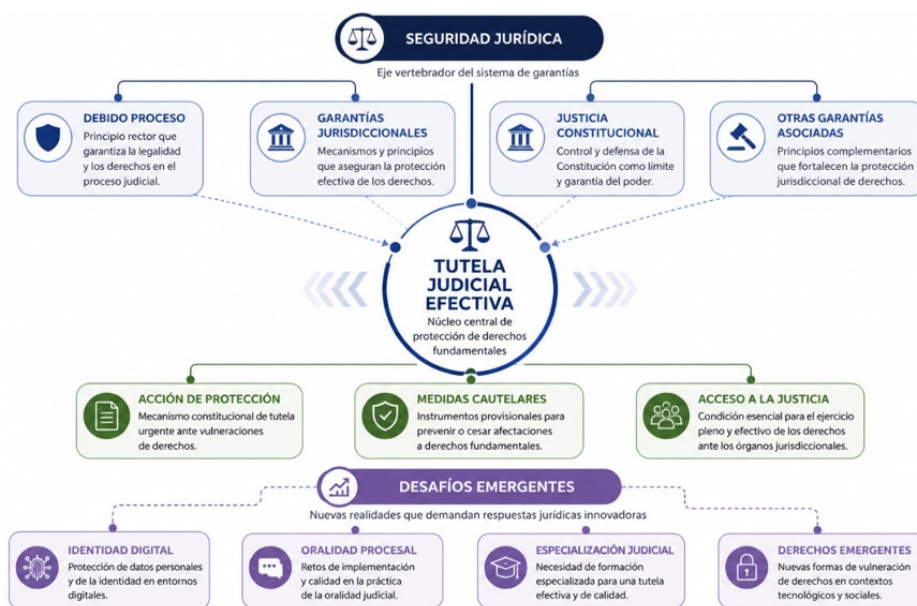 SEGURIDAD JURÍDICA
Eje vertebrador del sistema de garantías
DEBIDO PROCESO
Principio rector que
garantiza la legalidad
y los derechos en el
proceso judicial.
GARANTÍAS
JURISDICCIONALES
Mecanismos y principios
que aseguran la protección
efectiva de los derechos.
JUSTICIA
CONSTITUCIONAL
Control y defensa de la
Constitución como límite
y garantía del poder.
OTRAS GARANTÍAS
ASOCIADAS
Principios complementarios
que fortalecen la protección
jurisdiccional de derechos.
TUTELA
JUDICIAL
EFECTIVA
Núcleo central de
protección de derechos
fundamentales
ACCIÓN DE PROTECCIÓN
Mecanismo constitucional de tutela
urgente ante vulneraciones
de derechos.
MEDIDAS CAUTELARES
Instrumentos provisionales para
prevenir o cesar afectaciones
a derechos fundamentales.
ACCESO A LA JUSTICIA
Condición esencial para el ejercicio
pleno y efectivo de los derechos
ante los órganos jurisdiccionales.
DESAFÍOS EMERGENTES
Nuevas realidades que demandan respuestas jurídicas innovadoras
IDENTIDAD DIGITAL
Protección de datos personales
y de la identidad en entornos
digitales.
ORALIDAD PROCESAL
Retos de implementación
y calidad en la práctica
de la oralidad judicial.
ESPECIALIZACIÓN JUDICIAL
Necesidad de formación
especializada para una tutela
efectiva y de calidad.
DERECHOS EMERGENTES
Nuevas formas de vulneración
de derechos en contextos
tecnológicos y sociales.